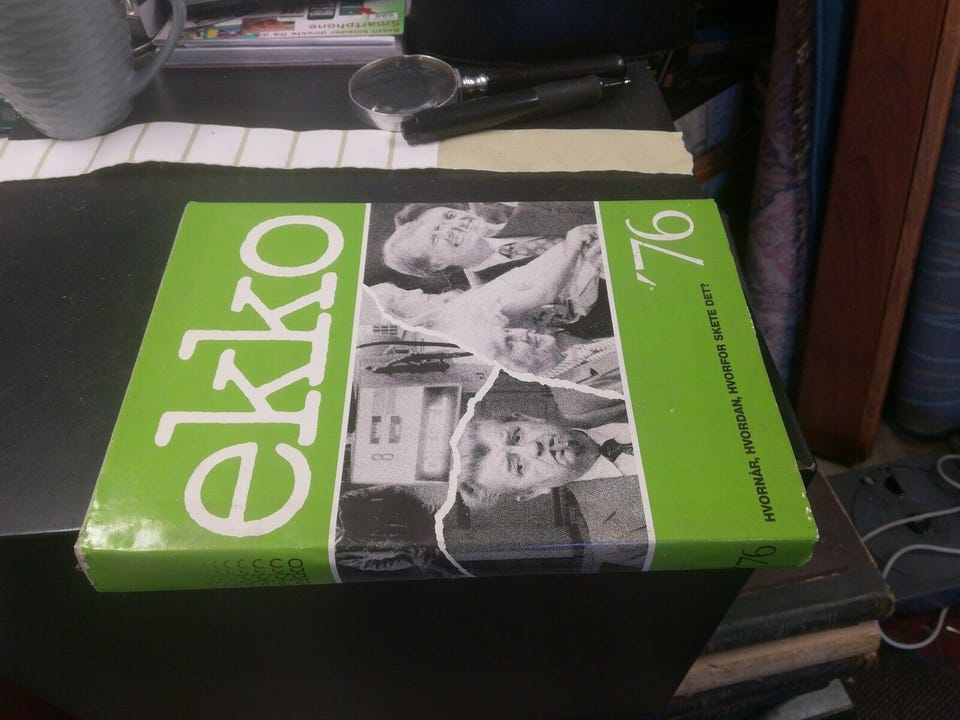 ekko
'76
HVORNÅR, HVORDAN, HVORFOR SKETE DET?
'76
Smartphone